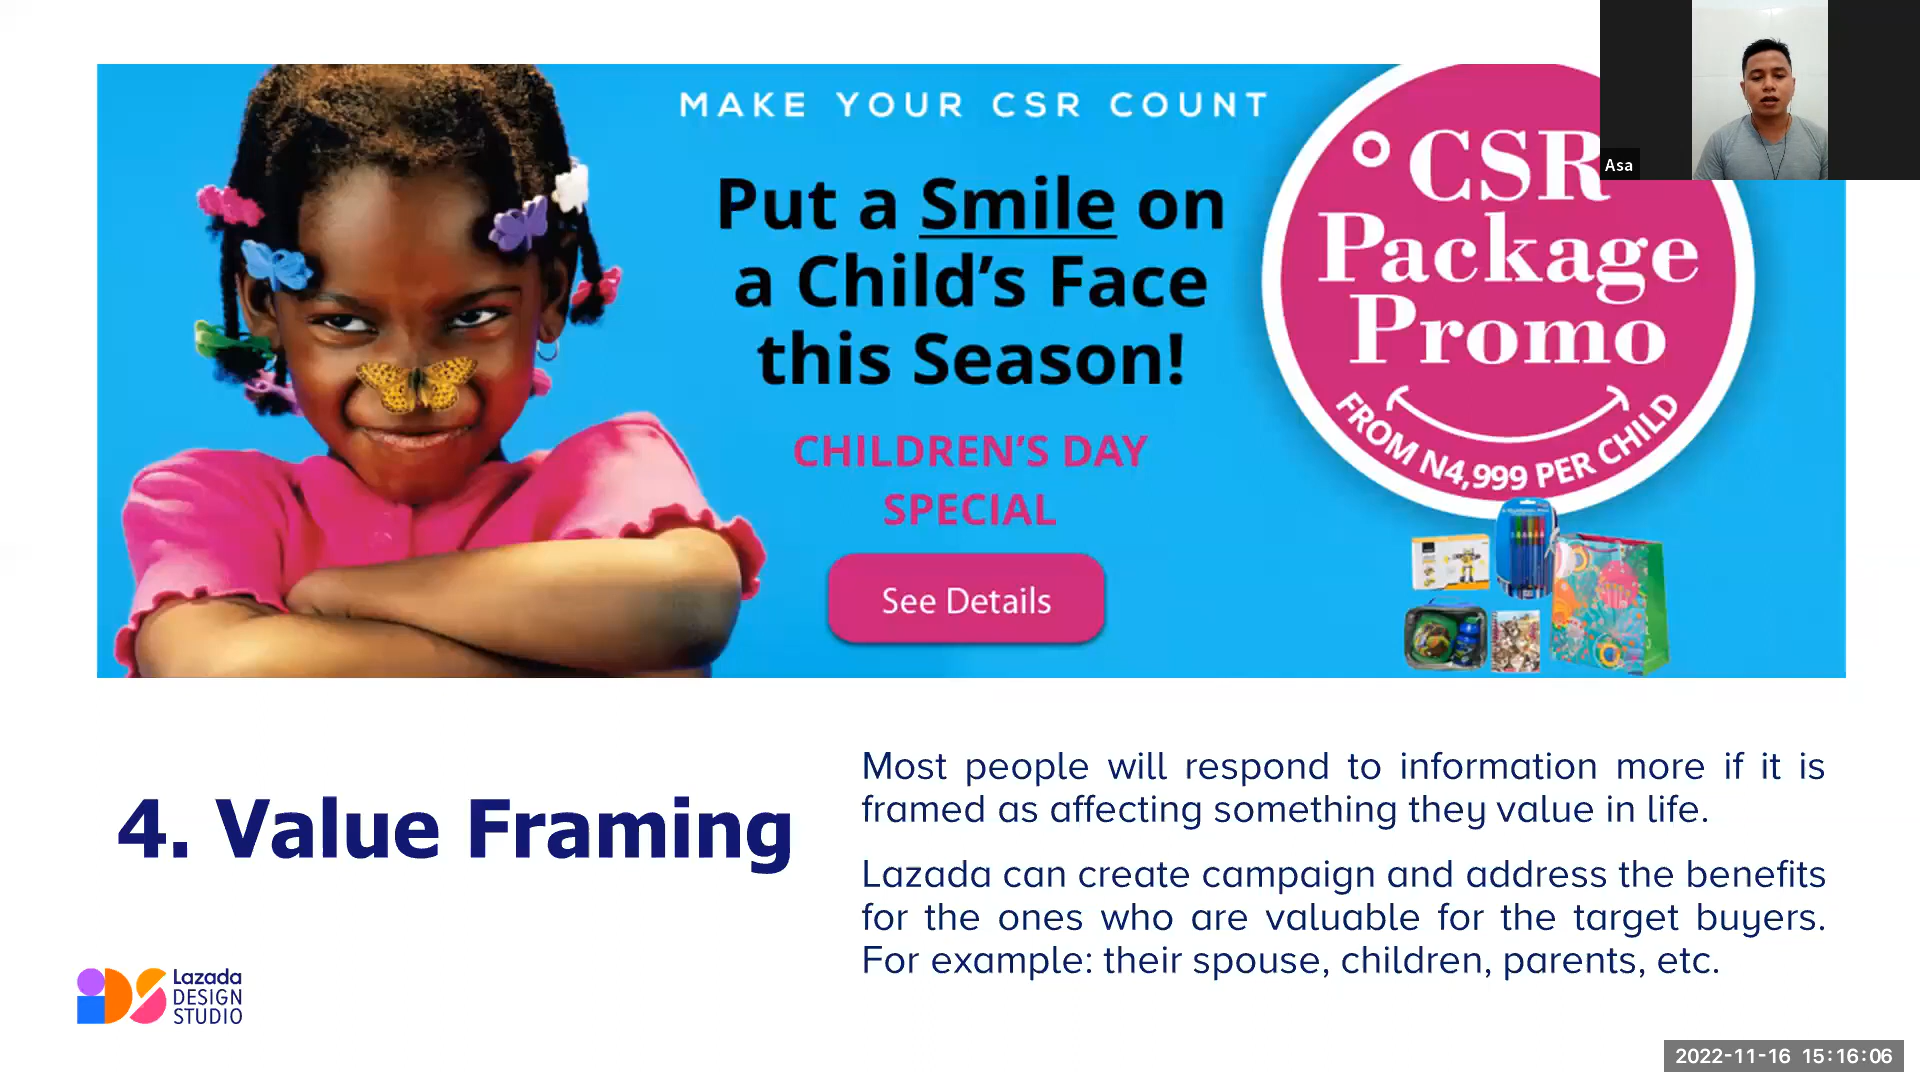 MAKE YOUR CSR COUNT
Put a Smile on
a Child's Face
this Season!
CHILDREN'S DAY
SPECIAL
See Details
CSR
Package
Promo
FROM N4,999 PER CHILD
Asa
4. Value Framing
Most people will respond to information more if it is
framed as affecting something they value in life.
Lazada can create campaign and address the benefits
for the ones who are valuable for the target buyers.
For example: their spouse, children, parents, etc.
Lazada
DESIGN
STUDIO
2022-11-16 15:16:06